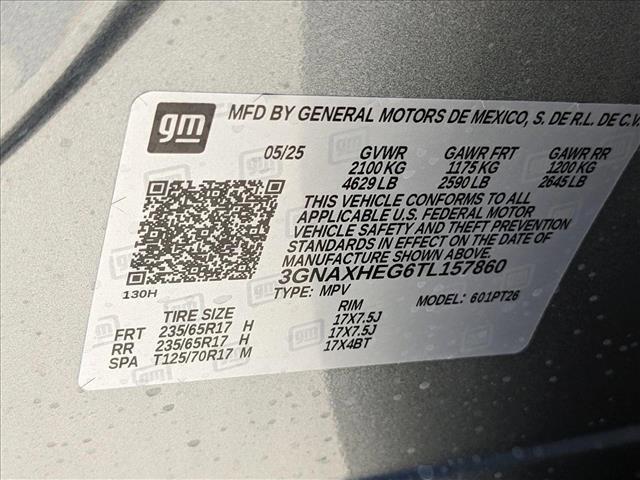 gm
MFD BY GENERAL MOTORS DE MEXICO, S. DE R.L. DE C.V.
05/25 GVWR GAWR FRT GAWR RR
2100 KG 1175 KG 1200 KG
4629 LB 2590 LB 2645 LB
THIS VEHICLE CONFORMS TO ALL
APPLICABLE U.S. FEDERAL MOTOR
VEHICLE SAFETY AND THEFT PREVENTION
STANDARDS IN EFFECT ON THE DATE OF
MANUFACTURE SHOWN ABOVE.
3GNAXHEG6TL157860
130H
TYPE: MPV MODEL: 601PT26
TIRE SIZE RIM
FRT 235/65R17 H 17X7.5J
RR 235/65R17 H 17X7.5J
SPA T125/70R17 M 17X4BT